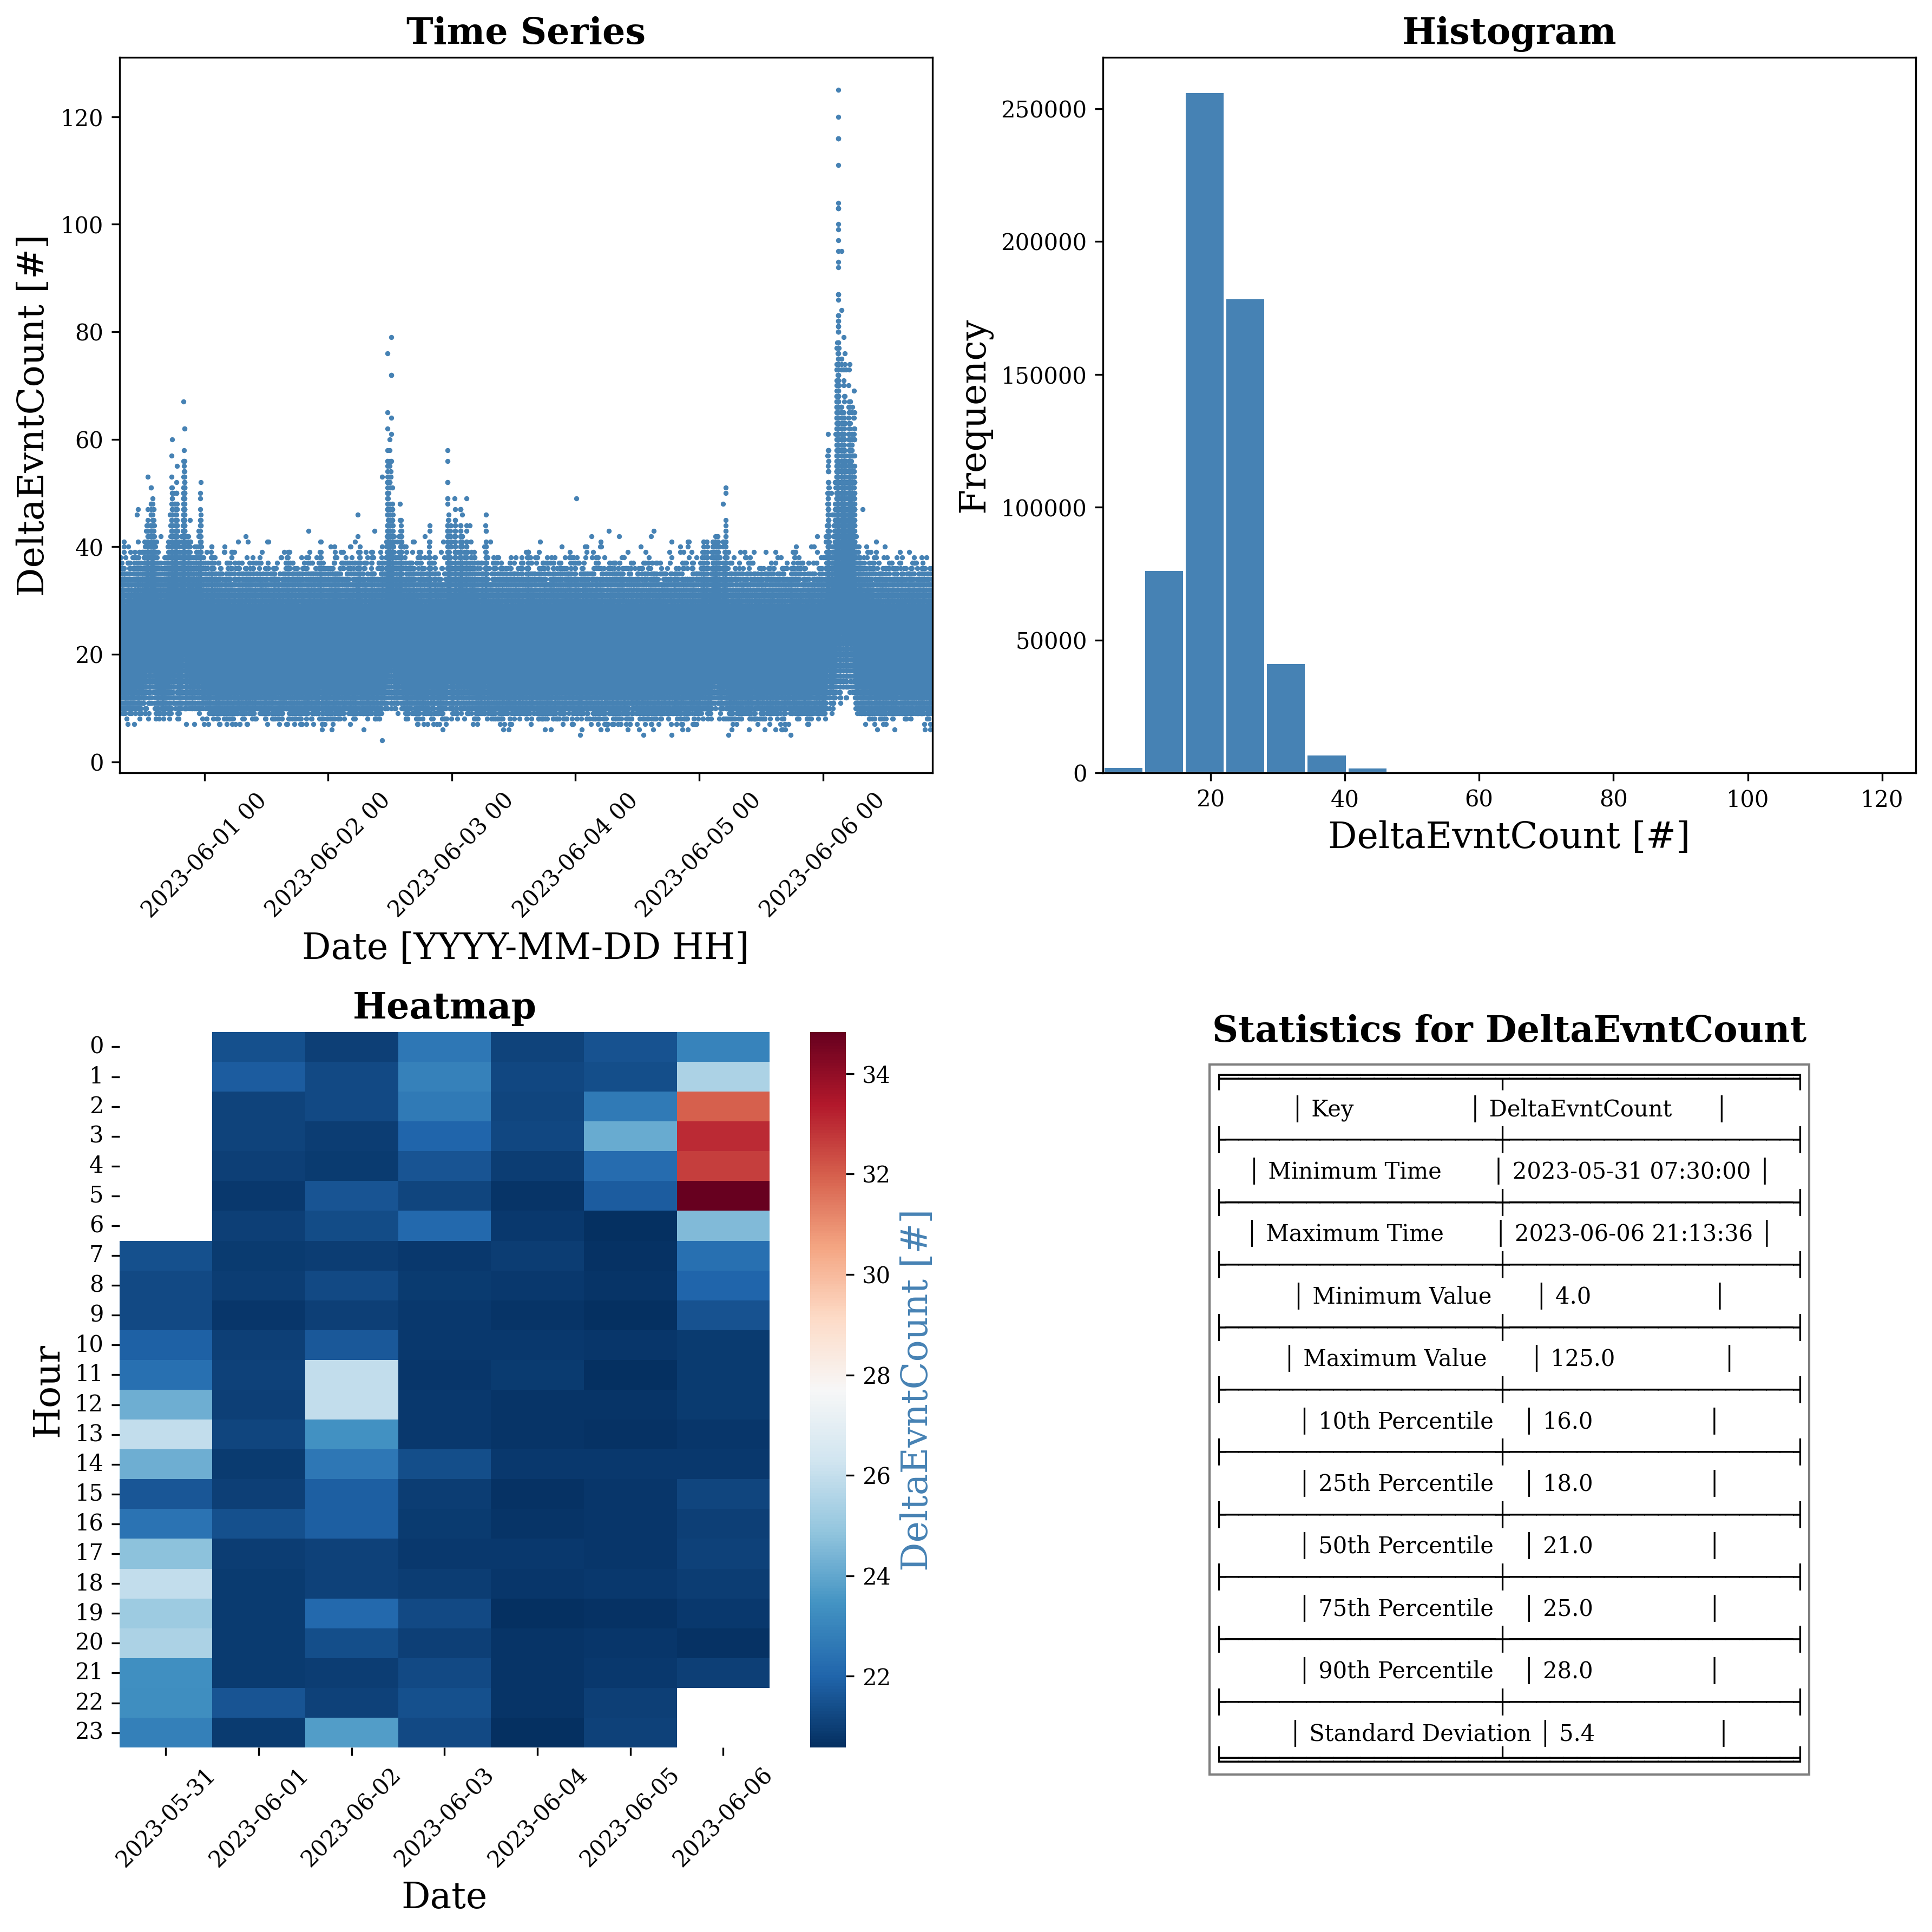 Time Series
120
100
80
60
40
20
0
DeltaEvntCount [#]
2023-06-01 00
2023-06-02 00
2023-06-03 00
2023-06-04 00
2023-06-05 00
2023-06-06 00
Date [YYYY-MM-DD HH]
Histogram
250000
200000
150000
100000
50000
0
Frequency
20 40 60 80 100 120
DeltaEvntCount [#]
Heatmap
0
1
2
3
4
5
6
7
8
9
10
11
12
13
14
15
16
17
18
19
20
21
22
23
Hour
2023-05-31
2023-06-01
2023-06-02
2023-06-03
2023-06-04
2023-06-05
2023-06-06
Date
34
32
30
28
26
24
22
DeltaEvntCount [#]
Statistics for DeltaEvntCount
| Key | DeltaEvntCount |
| Minimum Time | 2023-05-31 07:30:00 |
| Maximum Time | 2023-06-06 21:13:36 |
| Minimum Value | 4.0 |
| Maximum Value | 125.0 |
| 10th Percentile | 16.0 |
| 25th Percentile | 18.0 |
| 50th Percentile | 21.0 |
| 75th Percentile | 25.0 |
| 90th Percentile | 28.0 |
| Standard Deviation | 5.4 |